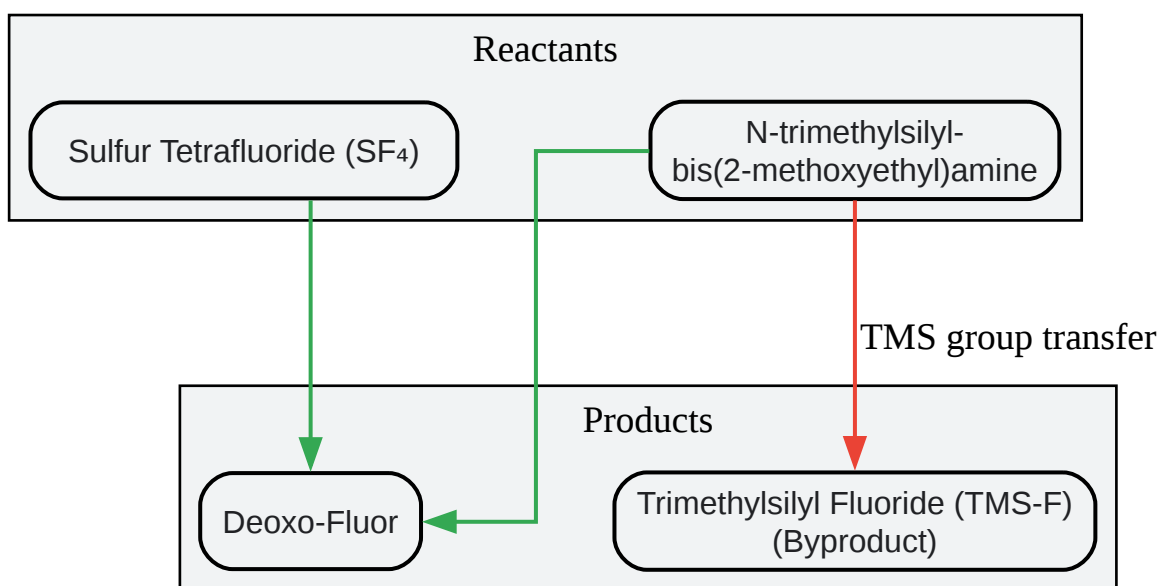 Reactants
Sulfur Tetrafluoride (SF₄)
N-trimethylsilyl-
bis(2-methoxyethyl)amine
TMS group transfer
Products
Deoxo-Fluor
Trimethylsilyl Fluoride (TMS-F)
(Byproduct)